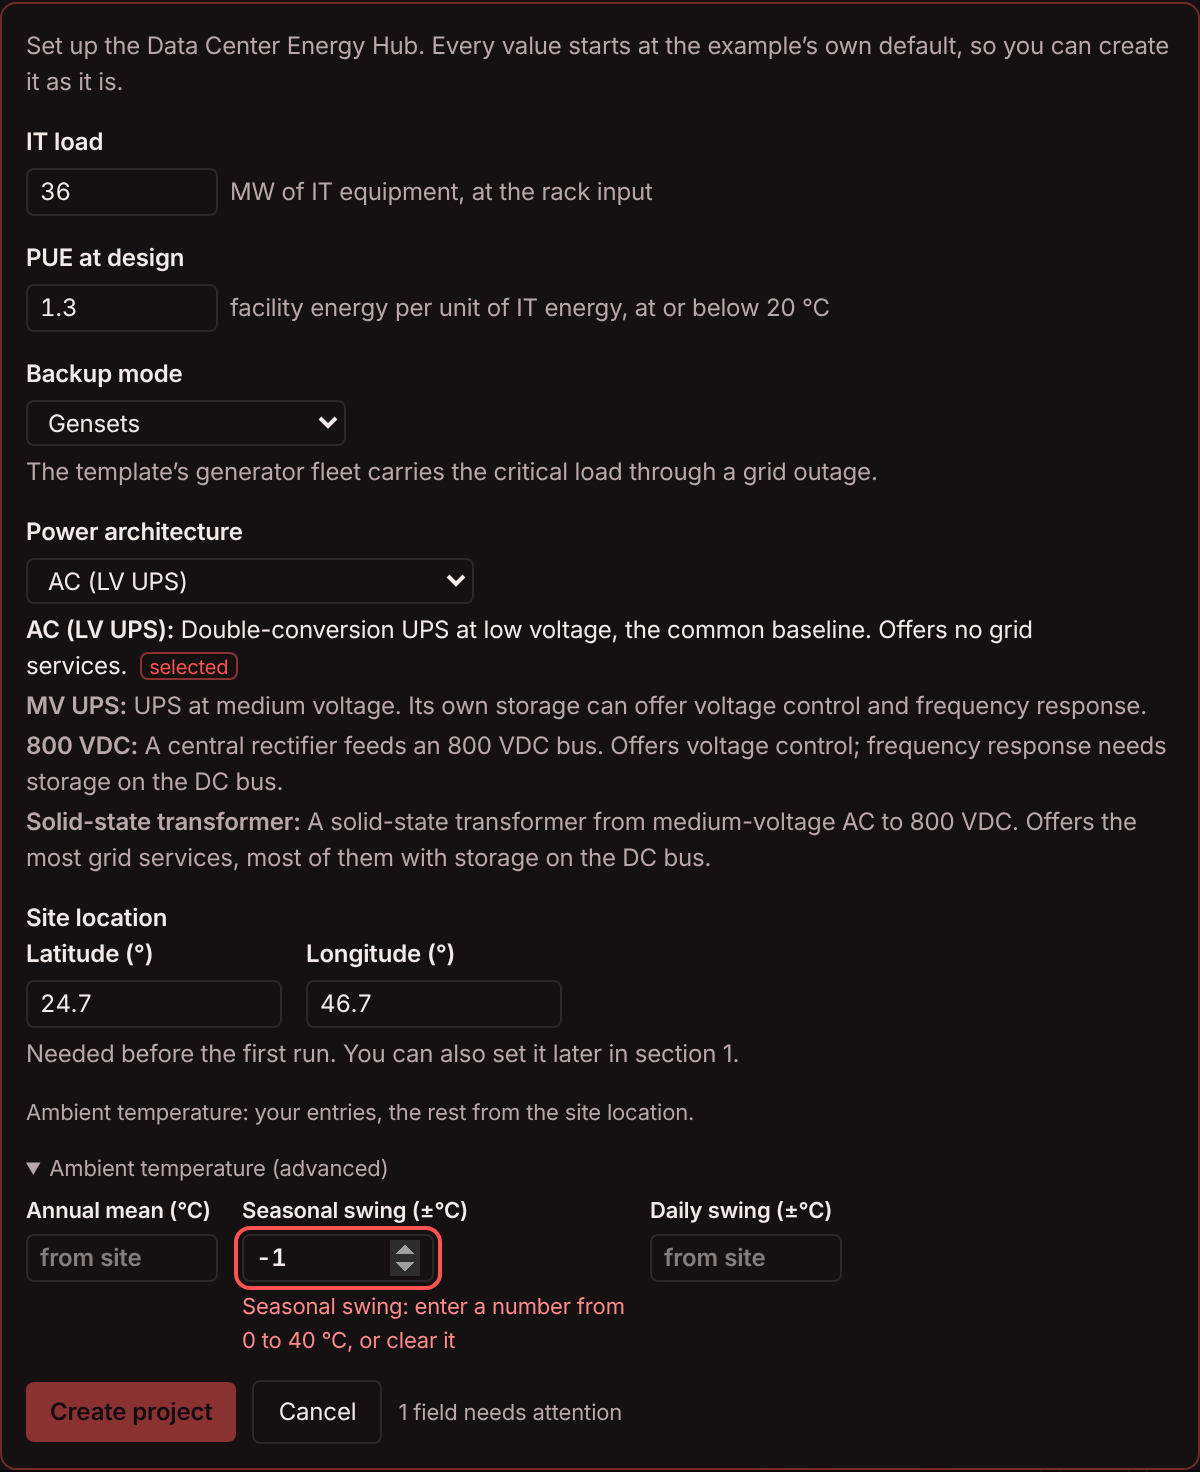 Set up the Data Center Energy Hub. Every value starts at the example’s own default, so you can create
it as it is.
IT load
36 MW of IT equipment, at the rack input
PUE at design
1.3 facility energy per unit of IT energy, at or below 20 °C
Backup mode
Gensets
The template’s generator fleet carries the critical load through a grid outage.
Power architecture
AC (LV UPS)
AC (LV UPS): Double-conversion UPS at low voltage, the common baseline. Offers no grid
services. selected
MV UPS: UPS at medium voltage. Its own storage can offer voltage control and frequency response.
800 VDC: A central rectifier feeds an 800 VDC bus. Offers voltage control; frequency response needs
storage on the DC bus.
Solid-state transformer: A solid-state transformer from medium-voltage AC to 800 VDC. Offers the
most grid services, most of them with storage on the DC bus.
Site location
Latitude (°) Longitude (°)
24.7 46.7
Needed before the first run. You can also set it later in section 1.
Ambient temperature: your entries, the rest from the site location.
▼ Ambient temperature (advanced)
Annual mean (°C) Seasonal swing (±°C) Daily swing (±°C)
from site -1 from site
Seasonal swing: enter a number from
0 to 40 °C, or clear it
Create project Cancel 1 field needs attention